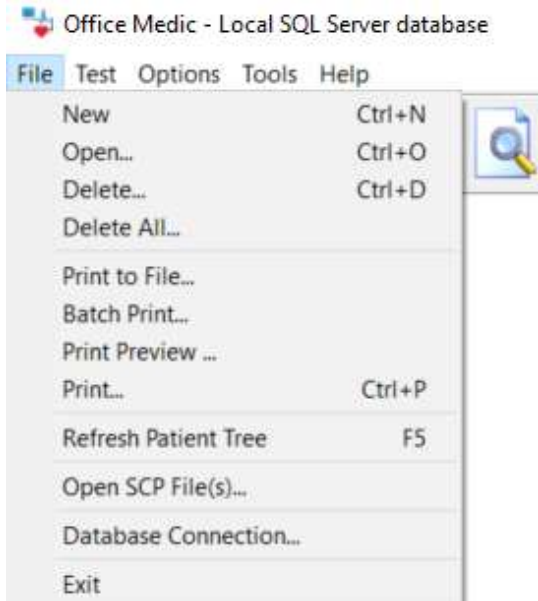 Office Medic - Local SQL Server database
File Test Options Tools Help
New Ctrl+N
Open... Ctrl+O
Delete... Ctrl+D
Delete All...
Print to File...
Batch Print...
Print Preview ...
Print... Ctrl+P
Refresh Patient Tree F5
Open SCP File(s)...
Database Connection...
Exit